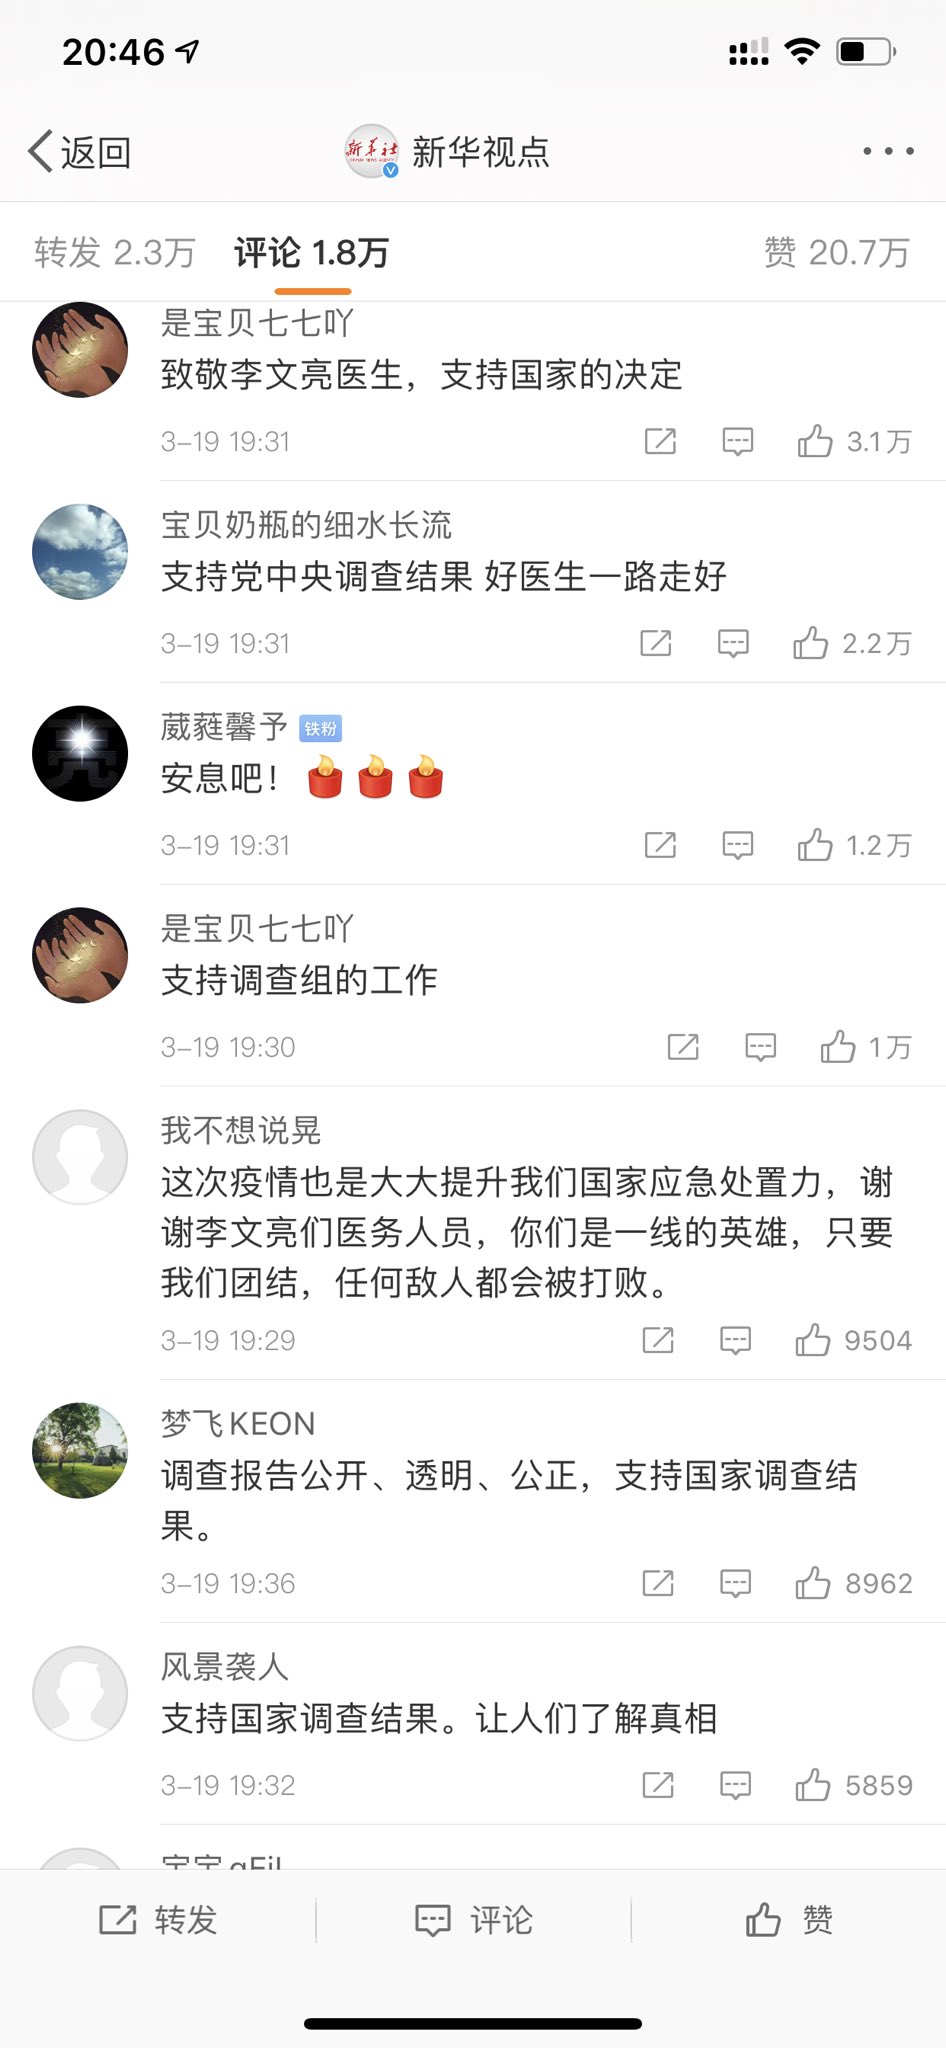 20:46
返回
新华社
XINHUA NEWS AGENCY
新华视点
转发 2.3万
评论 1.8万
赞 20.7万
是宝贝七七吖
致敬李文亮医生，支持国家的决定
3-19 19:31
3.1万
宝贝奶瓶的细水长流
支持党中央调查结果 好医生一路走好
3-19 19:31
2.2万
葳蕤馨予 铁粉
安息吧！
3-19 19:31
1.2万
是宝贝七七吖
支持调查组的工作
3-19 19:30
1万
我不想说晃
这次疫情也是大大提升我们国家应急处置力，谢
谢李文亮们医务人员，你们是一线的英雄，只要
我们团结，任何敌人都会被打败。
3-19 19:29
9504
梦飞KEON
调查报告公开、透明、公正，支持国家调查结
果。
3-19 19:36
8962
风景袭人
支持国家调查结果。让人们了解真相
3-19 19:32
5859
转发
评论
赞